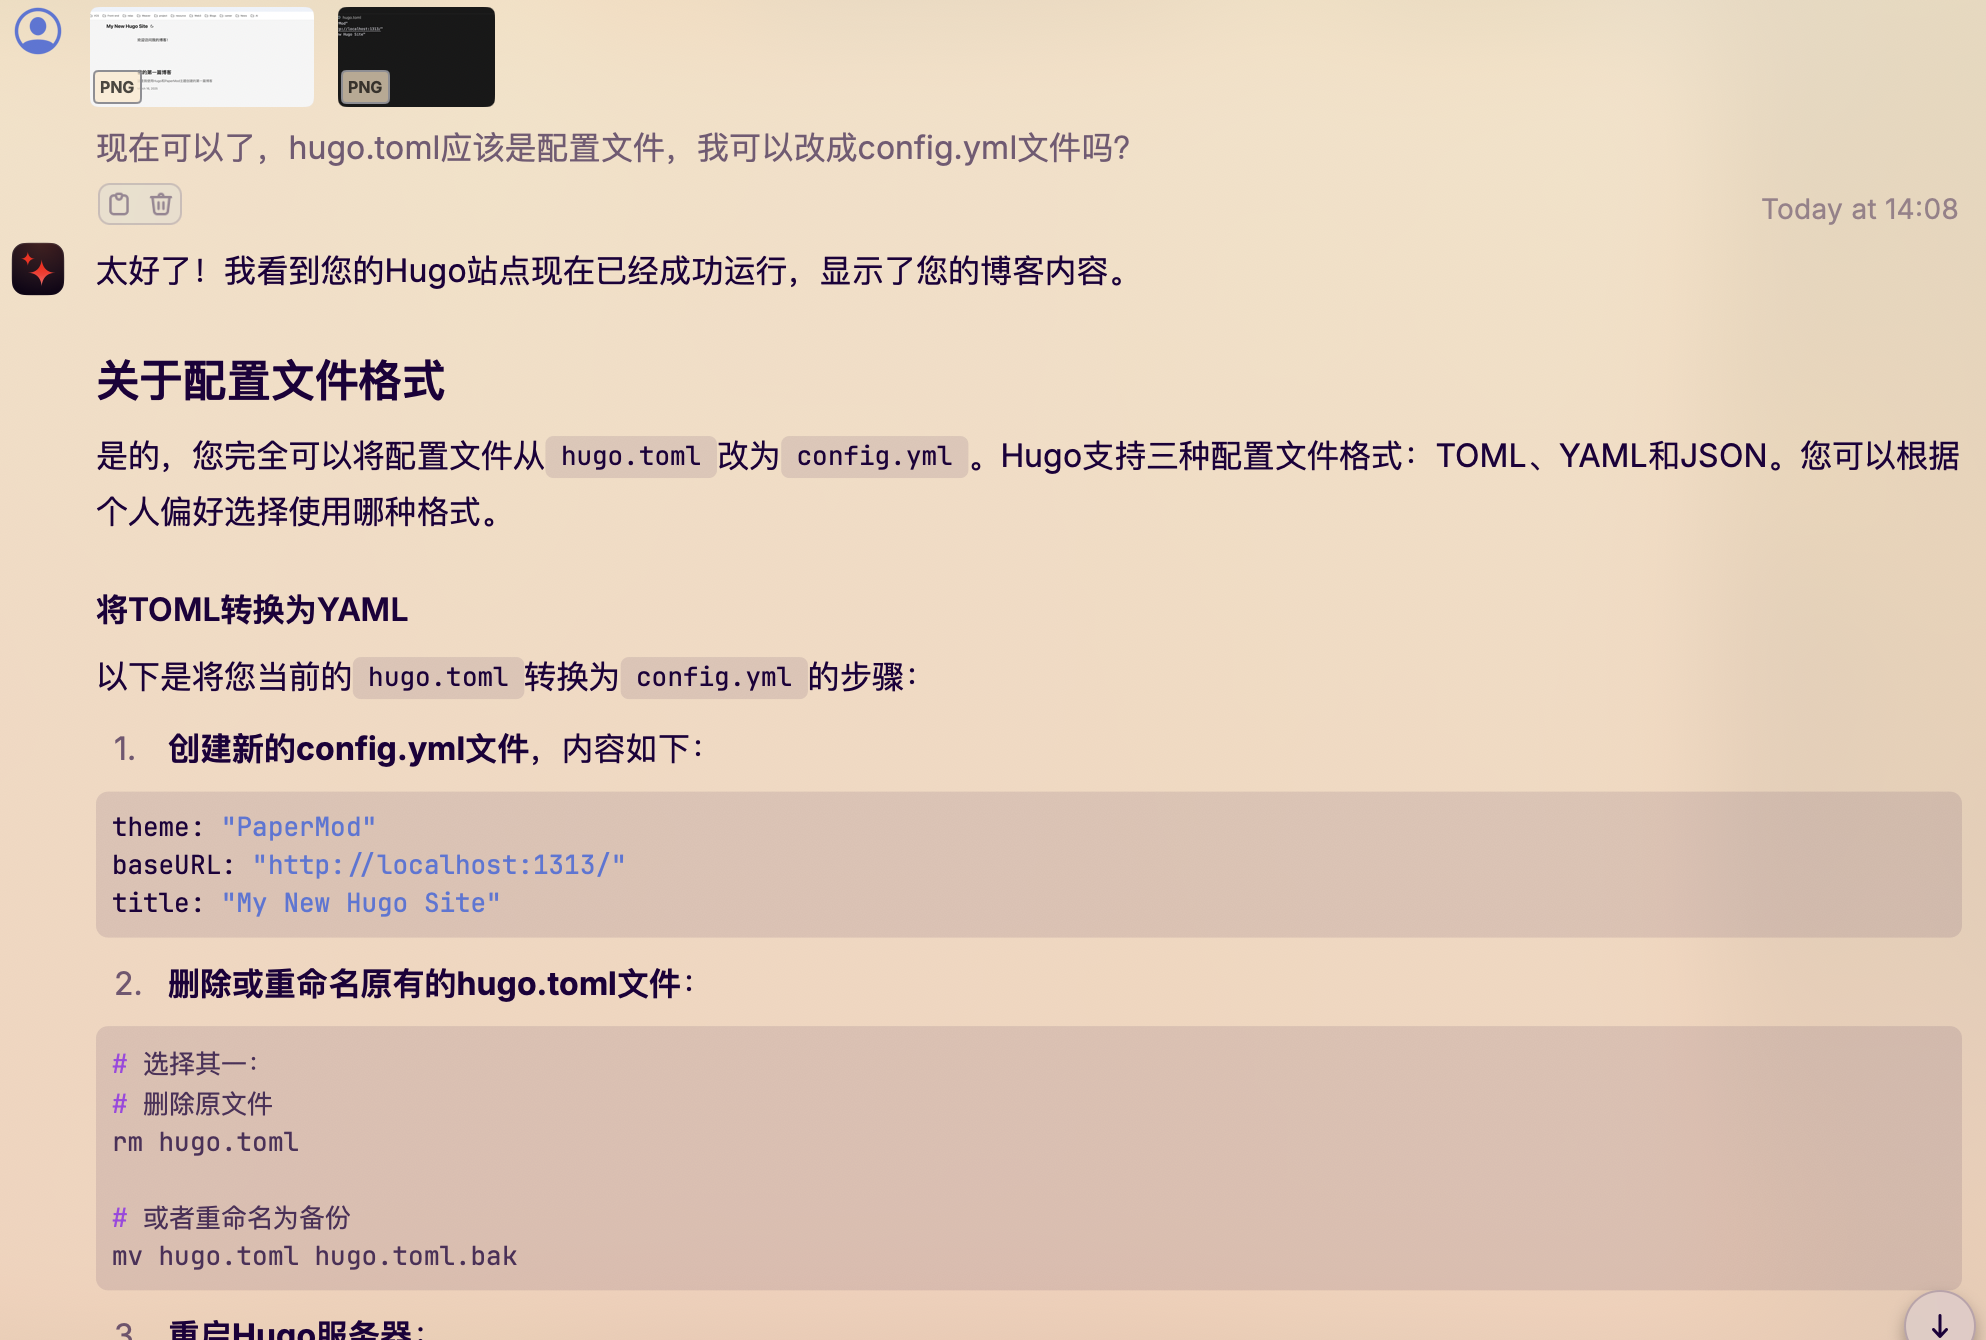 My New Hugo Site
PNG
PNG
现在可以了，hugo.toml应该是配置文件，我可以改成config.yml文件吗?
Today at 14:08
太好了！我看到您的Hugo站点现在已经成功运行，显示了您的博客内容。
关于配置文件格式
是的，您完全可以将配置文件从 hugo.toml 改为 config.yml 。Hugo支持三种配置文件格式：TOML、YAML和JSON。您可以根据
个人偏好选择使用哪种格式。
将TOML转换为YAML
以下是将您当前的 hugo.toml 转换为 config.yml 的步骤：
1. 创建新的config.yml文件，内容如下：
theme: "PaperMod"
baseURL: "http://localhost:1313/"
title: "My New Hugo Site"
2. 删除或重命名原有的hugo.toml文件：
# 选择其一：
# 删除原文件
rm hugo.toml
# 或者重命名为备份
mv hugo.toml hugo.toml.bak
3. 重启Hugo服务器：